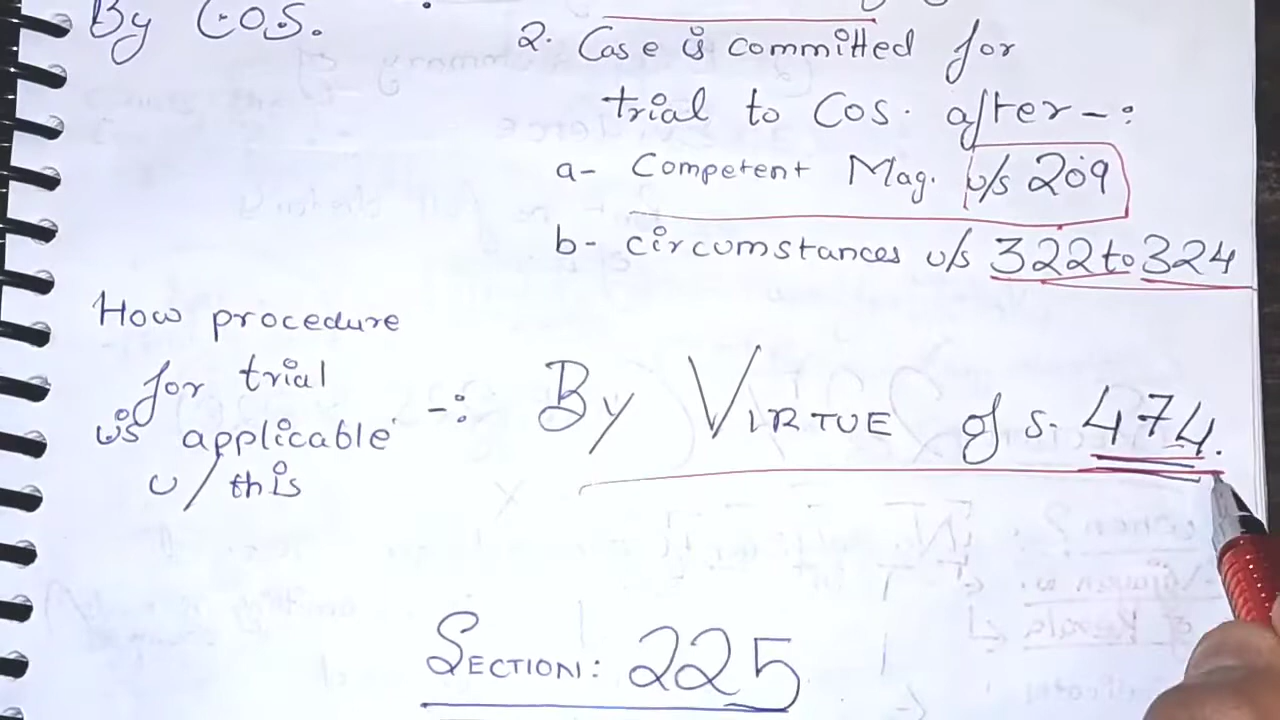 By C.O.S.
2. Case is committed for
trial to COS. after-:
a- Competent Mag. u/s 209
b- circumstances u/s 322 to 324
How procedure
for trial
is applicable
u/this
-: By VIRTUE of s. 474.
SECTION: 225